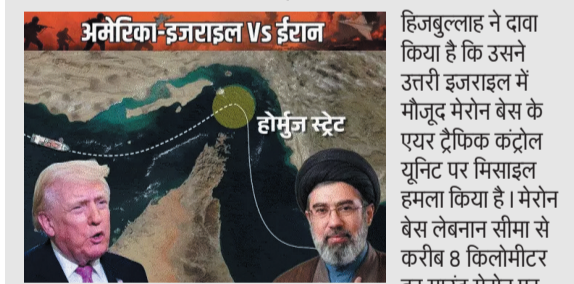 अमेरिका-इजराइल Vs ईरान
होर्मुज स्ट्रेट
हिजबुल्लाह ने दावा
किया है कि उसने
उत्तरी इजराइल में
मौजूद मेरोन बेस के
एयर ट्रैफिक कंट्रोल
यूनिट पर मिसाइल
हमला किया है। मेरोन
बेस लेबनान सीमा से
करीब 8 किलोमीटर